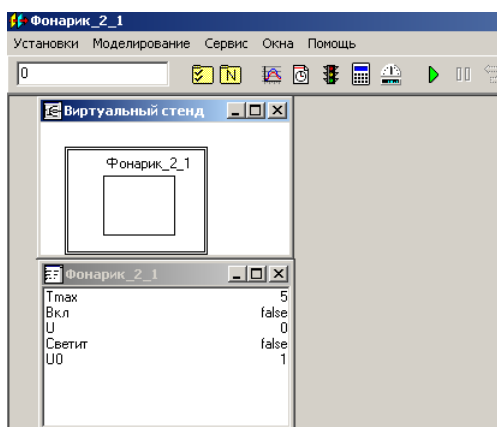 Фонарик_2_1
Установки Моделирование Сервис Окна Помощь
0
N
Виртуальный стенд
Фонарик_2_1
Фонарик_2_1
Tmax 5
Вкл false
U 0
Светит false
U0 1